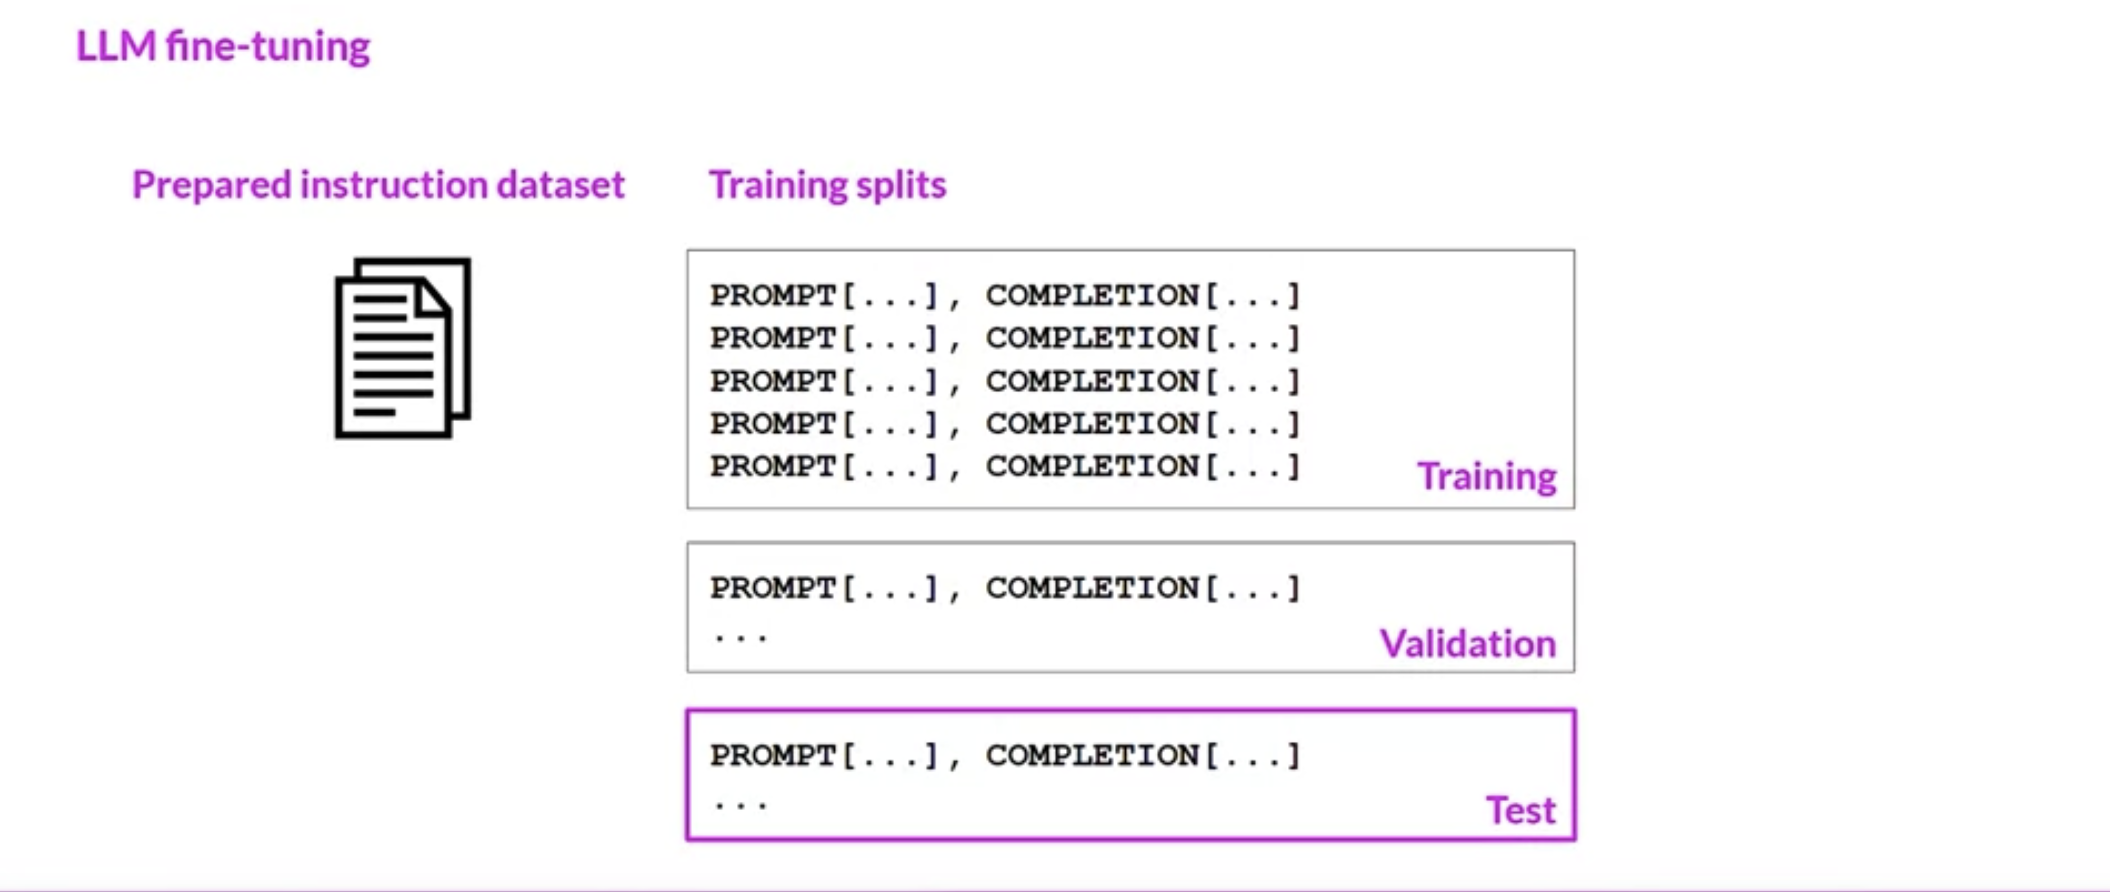 LLM fine-tuning
Prepared instruction dataset
Training splits
PROMPT[...], COMPLETION[...]
PROMPT[...], COMPLETION[...]
PROMPT[...], COMPLETION[...]
PROMPT[...], COMPLETION[...]
PROMPT[...], COMPLETION[...]
Training
PROMPT[...], COMPLETION[...]
...
Validation
PROMPT[...], COMPLETION[...]
...
Test